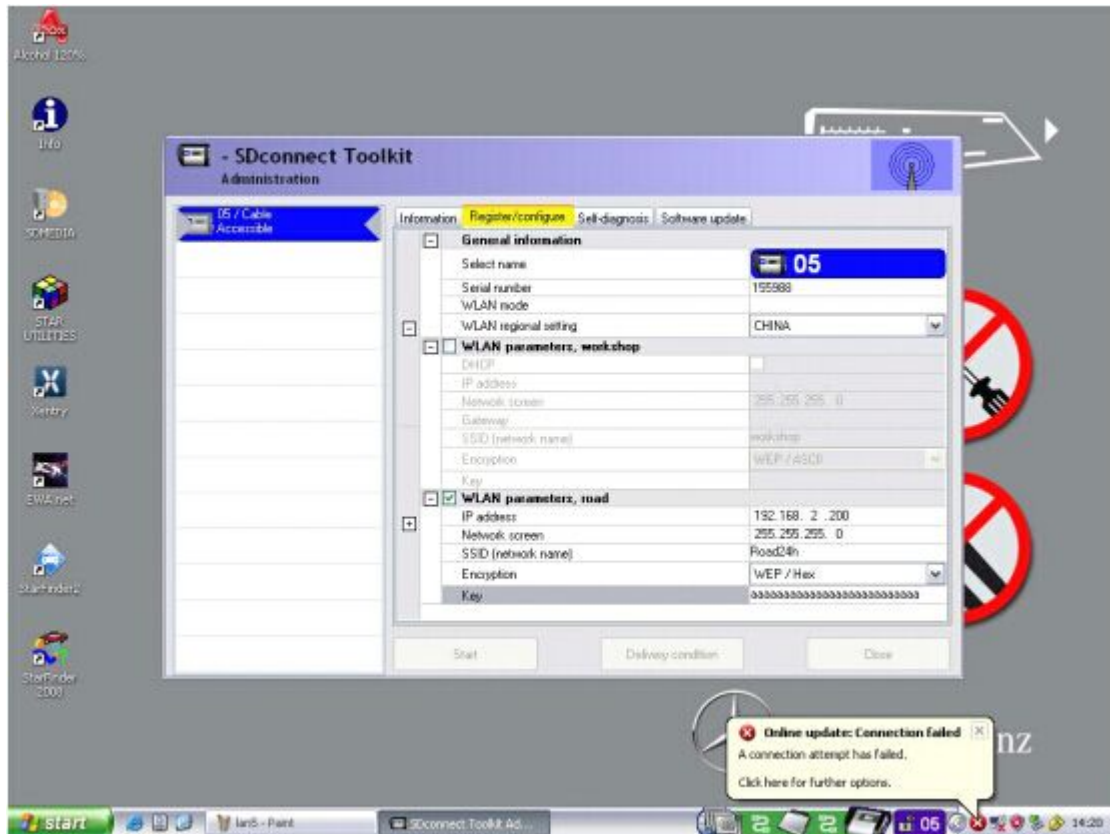 Alcohol 120%
Info
SDMEDIA
STAR
UTILITIES
Xentry
EWA net
StarFinder2
StarFinder
2008
- SDconnect Toolkit
Administration
05 / Cable
Accessible
Information Register/configure Self-diagnosis Software update
General information
Select name 05
Serial number 155988
WLAN mode
WLAN regional setting CHINA
WLAN parameters, workshop
DHCP
IP address
Network screen 255.255.255. 0
Gateway
SSID (network name) workshop
Encryption WEP / ASCII
Key
WLAN parameters, road
IP address 192.168. 2 .200
Network screen 255.255.255. 0
SSID (network name) Road24h
Encryption WEP / Hex
Key
Start Delivery condition Close
nz
Online update: Connection failed
A connection attempt has failed.
Click here for further options.
start lan5 - Paint SDconnect Toolkit Ad... 05 14:20